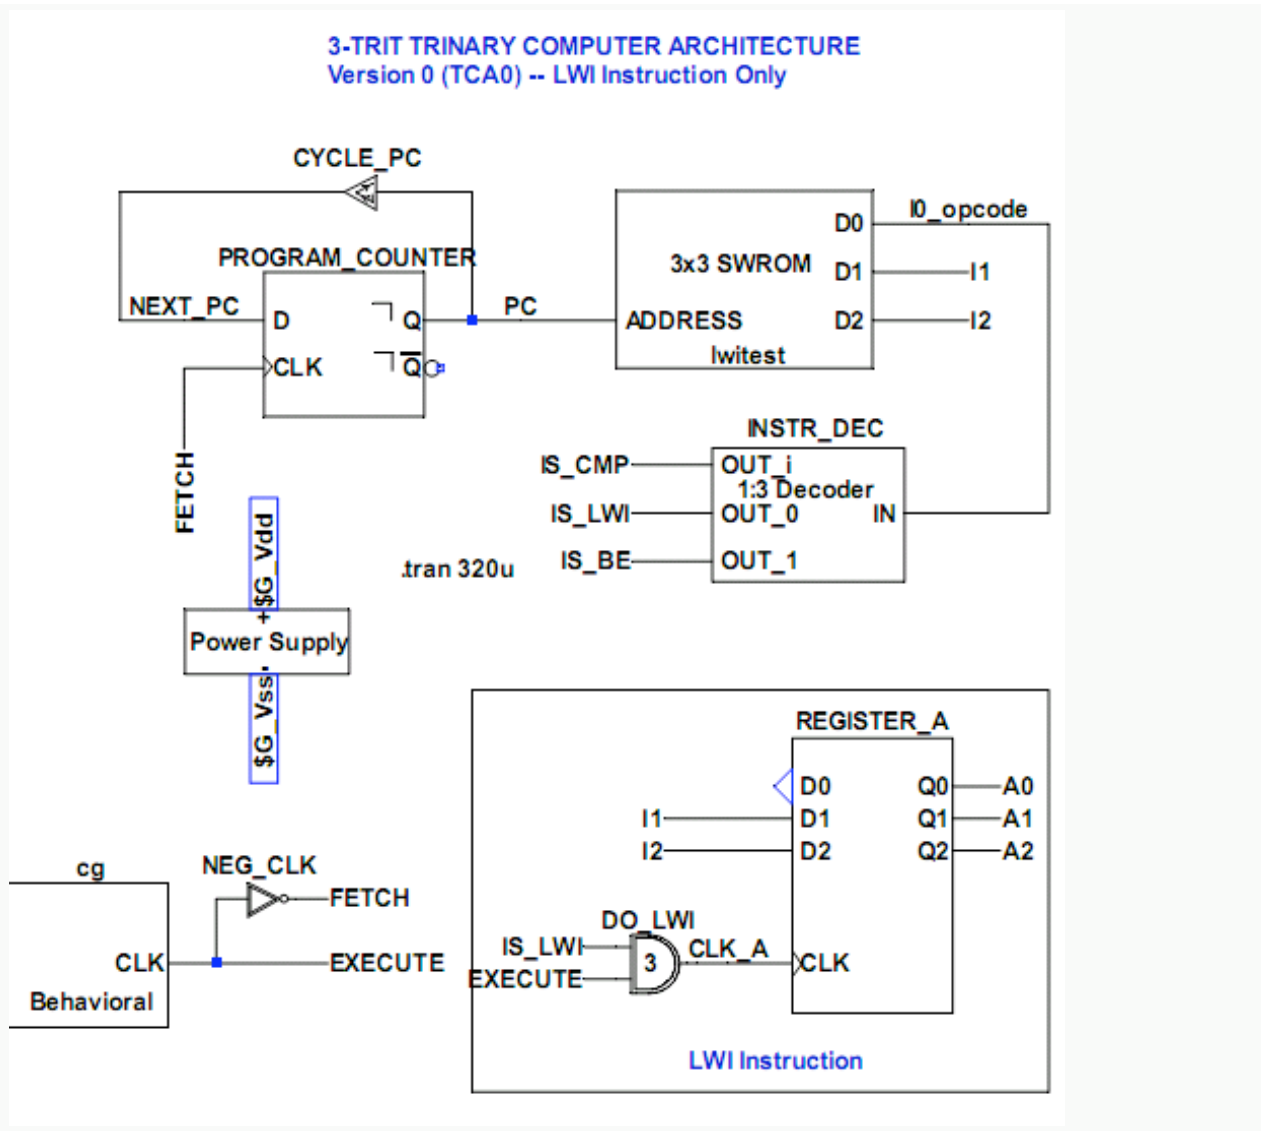 3-TRIT TRINARY COMPUTER ARCHITECTURE
Version 0 (TCA0) -- LWI Instruction Only
CYCLE_PC
PROGRAM_COUNTER
NEXT_PC
D
Q
CLK
Q
PC
FETCH
3x3 SWROM
ADDRESS
lwitest
D0
D1
D2
I0_opcode
I1
I2
INSTR_DEC
IS_CMP
OUT_i
1:3 Decoder
IS_LWI
OUT_0
IN
IS_BE
OUT_1
.tran 320u
$G_Vdd
+
Power Supply
-
$G_Vss
cg
CLK
Behavioral
NEG_CLK
FETCH
EXECUTE
REGISTER_A
D0
Q0
A0
I1
D1
Q1
A1
I2
D2
Q2
A2
DO_LWI
IS_LWI
EXECUTE
3
CLK_A
CLK
LWI Instruction